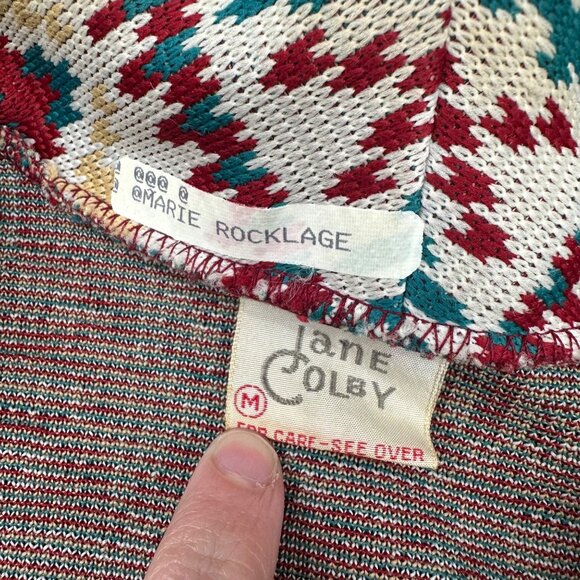 @@@ @
@MARIE ROCKLAGE
Jane
Colby
M
FOR CARE-SEE OVER